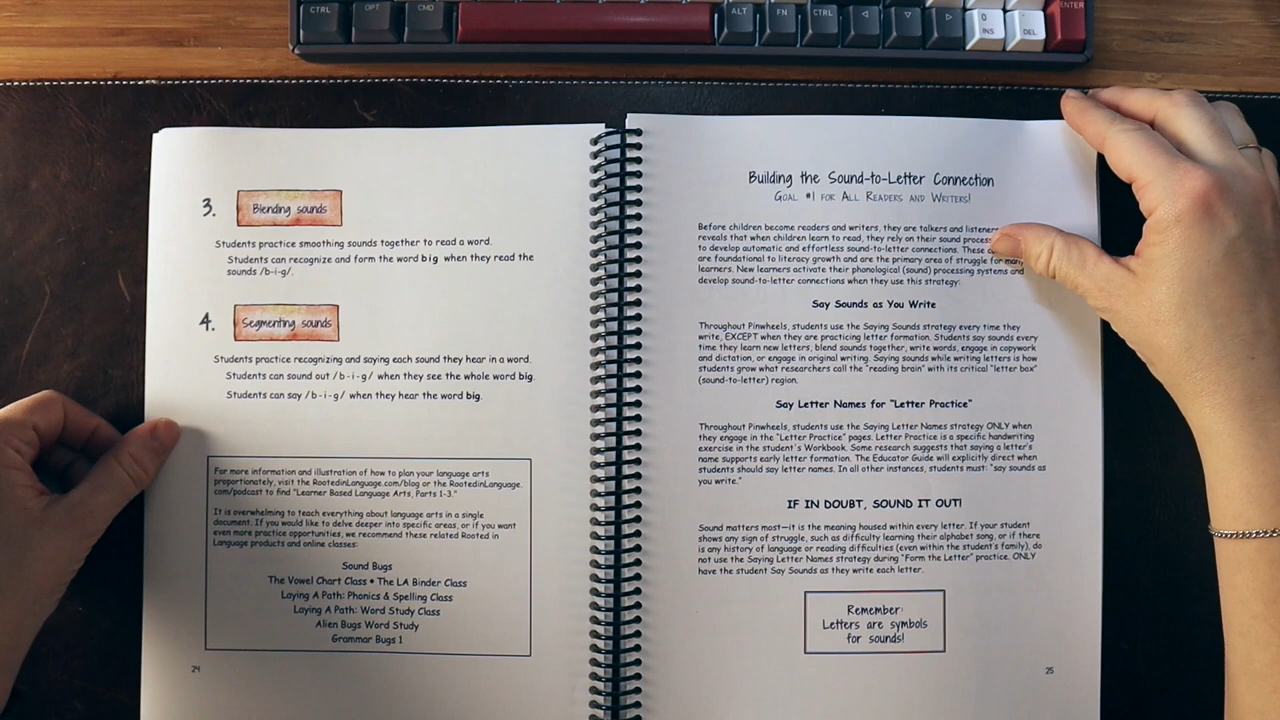 CTRL OPT CMD ALT FN CTRL 0 INS . DEL ENTER
3. Blending sounds
Students practice smoothing sounds together to read a word.
Students can recognize and form the word big when they read the
sounds /b-i-g/.
4. Segmenting sounds
Students practice recognizing and saying each sound they hear in a word.
Students can sound out /b-i-g/ when they see the whole word big.
Students can say /b-i-g/ when they hear the word big.
For more information and illustration of how to plan your language arts
proportionately, visit the RootedinLanguage.com/blog or the RootedinLanguage.
com/podcast to find "Learner Based Language Arts, Parts 1-3."
It is overwhelming to teach everything about language arts in a single
document. If you would like to delve deeper into specific areas, or if you want
even more practice opportunities, we recommend these related Rooted in
Language products and online classes:
Sound Bugs
The Vowel Chart Class • The LA Binder Class
Laying A Path: Phonics & Spelling Class
Laying A Path: Word Study Class
Alien Bugs Word Study
Grammar Bugs 1
24
Building the Sound-to-Letter Connection
Goal #1 for All Readers and Writers!
Before children become readers and writers, they are talkers and listeners
reveals that when children learn to read, they rely on their sound
to develop automatic and effortless sound-to-letter connections. These
are foundational to literacy growth and are the primary area of struggle for many
learners. New learners activate their phonological (sound) processing systems and
develop sound-to-letter connections when they use this strategy:
Say Sounds as You Write
Throughout Pinwheels, students use the Saying Sounds strategy every time they
write, EXCEPT when they are practicing letter formation. Students say sounds every
time they learn new letters, blend sounds together, write words, engage in copywork
and dictation, or engage in original writing. Saying sounds while writing letters is how
students grow what researchers call the "reading brain" with its critical "letter box"
(sound-to-letter) region.
Say Letter Names for "Letter Practice"
Throughout Pinwheels, students use the Saying Letter Names strategy ONLY when
they engage in the "Letter Practice" pages. Letter Practice is a specific handwriting
exercise in the student's Workbook. Some research suggests that saying a letter's
name supports early letter formation. The Educator Guide will explicitly direct when
students should say letter names. In all other instances, students must: "say sounds as
you write."
IF IN DOUBT, SOUND IT OUT!
Sound matters most—it is the meaning housed within every letter. If your student
shows any sign of struggle, such as difficulty learning their alphabet song, or if there
is any history of language or reading difficulties (even within the student's family), do
not use the Saying Letter Names strategy during "Form the Letter" practice. ONLY
have the student Say Sounds as they write each letter.
Remember:
Letters are symbols
for sounds!
25